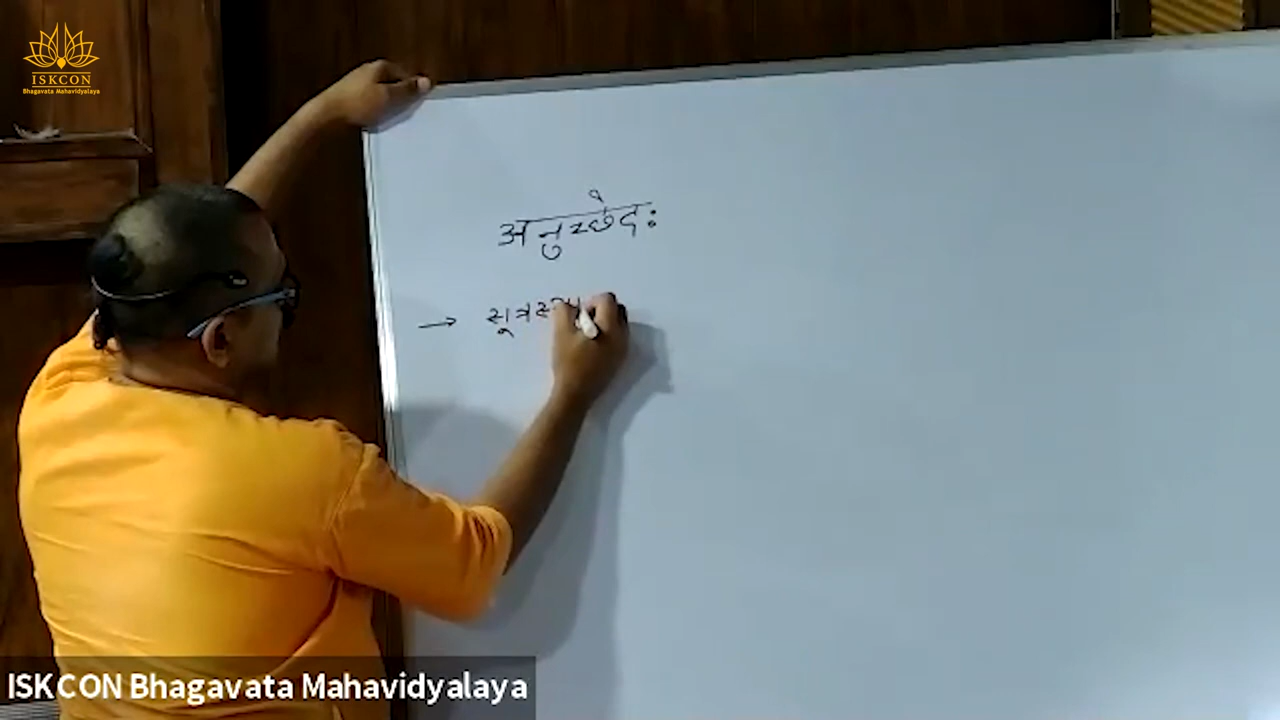 ISKCON
Bhagavata Mahavidyalaya
अनुच्छेदः
→
ISKCON Bhagavata Mahavidyalaya